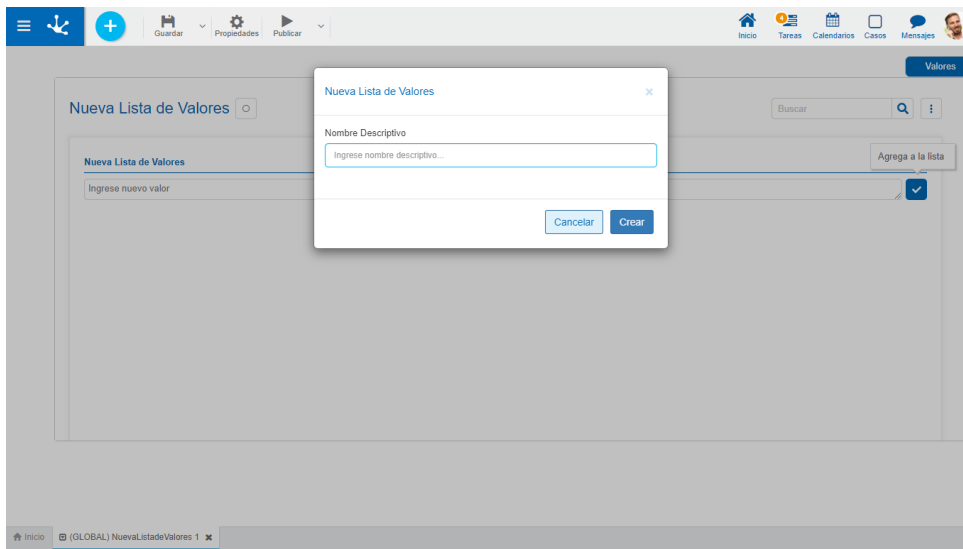 Guardar
Propiedades
Publicar
Inicio
4
Tareas
Calendarios
Casos
Mensajes
Valores
Nueva Lista de Valores
Buscar
Nueva Lista de Valores
Agrega a la lista
Ingrese nuevo valor
Nueva Lista de Valores
Nombre Descriptivo
Ingrese nombre descriptivo...
Cancelar
Crear
Inicio
(GLOBAL) NuevaListadeValores 1